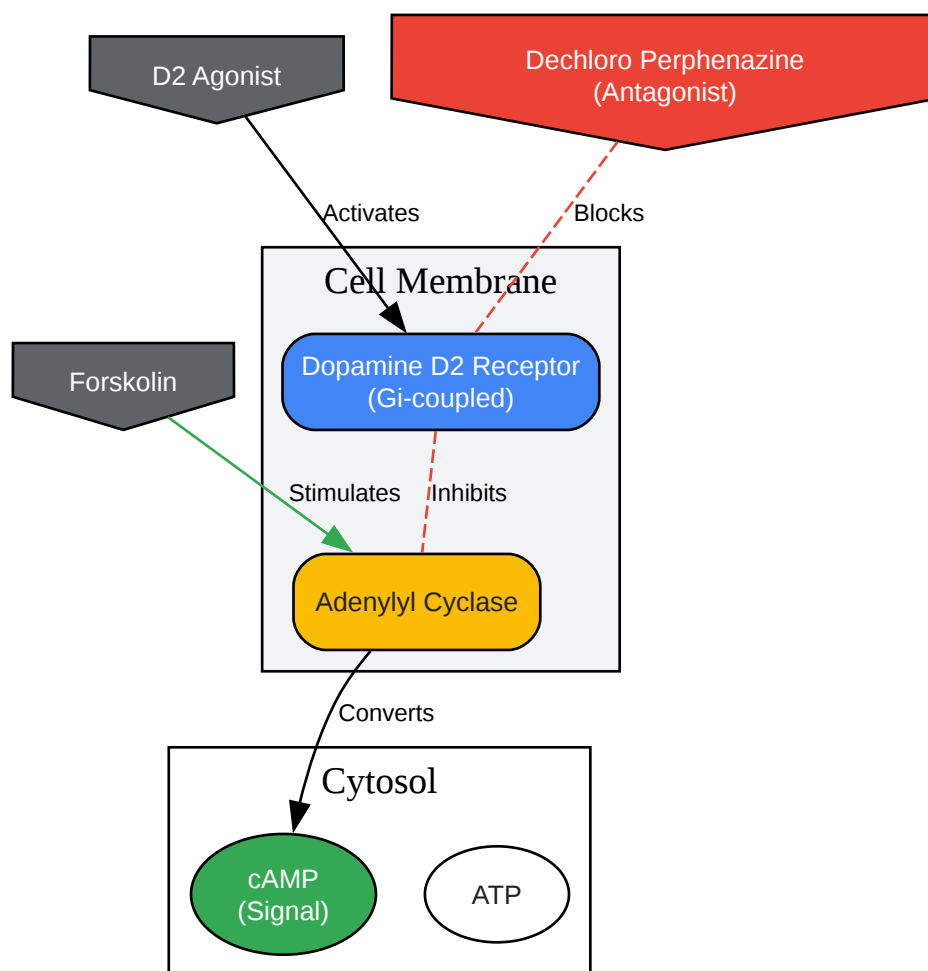 D2 Agonist
Dechloro Perphenazine
(Antagonist)
Activates
Blocks
Cell Membrane
Dopamine D2 Receptor
(Gi-coupled)
Forskolin
Stimulates
Inhibits
Adenylyl Cyclase
Converts
Cytosol
cAMP
(Signal)
ATP